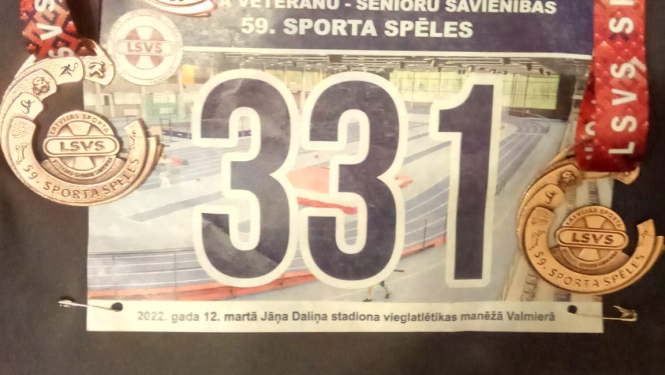 A VETERĀNU - SENIORU SAVIENĪBAS
59. SPORTA SPĒLES
LSVS
331
2022. gada 12. martā Jāņa Daliņa stadiona vieglatlētikas manēžā Valmierā
LATVIJAS SPORTA
LSVS
59. SPORTA SPĒLES
LSVS
LSVS
LATVIJAS SPORTA
LSVS
59. SPORTA SPĒLES